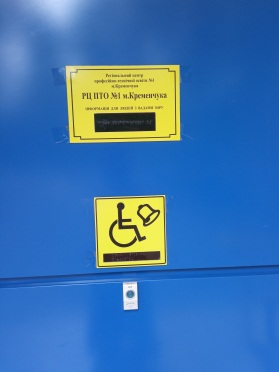 Регіональний центр
професійно-технічної освіти №1
м.Кременчука
РЦ ПТО №1 м.Кременчука
ІНФОРМАЦІЯ ДЛЯ ЛЮДЕЙ З ВАДАМИ ЗОРУ